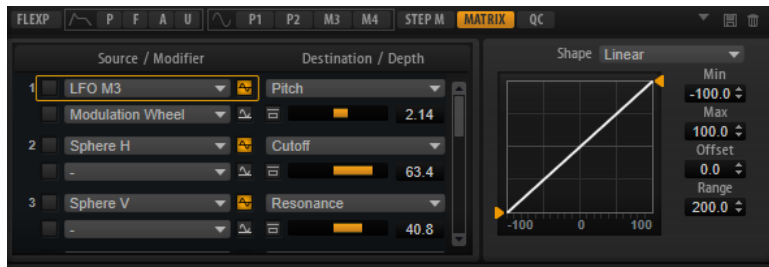 FLEXP P F A U P1 P2 M3 M4 STEP M MATRIX QC
Source / Modifier Destination / Depth
1 LFO M3 Pitch
Modulation Wheel 2.14
2 Sphere H Cutoff
- 63.4
3 Sphere V Resonance
- 40.8
Shape Linear
Min
-100.0
Max
100.0
Offset
0.0
Range
200.0
-100 0 100